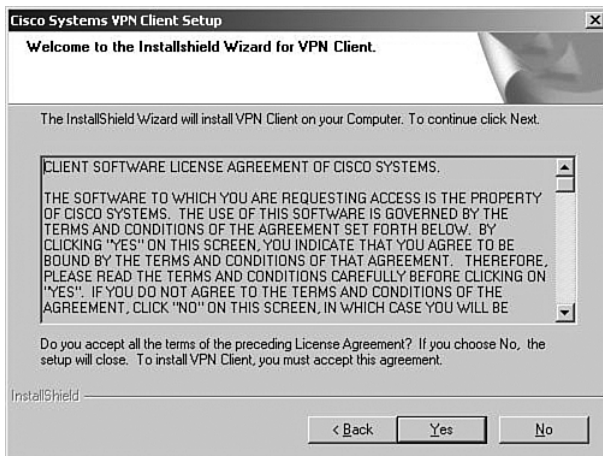 Cisco Systems VPN Client Setup
Welcome to the Installshield Wizard for VPN Client.
The InstallShield Wizard will install VPN Client on your Computer. To continue click Next.
CLIENT SOFTWARE LICENSE AGREEMENT OF CISCO SYSTEMS.
THE SOFTWARE TO WHICH YOU ARE REQUESTING ACCESS IS THE PROPERTY
OF CISCO SYSTEMS. THE USE OF THIS SOFTWARE IS GOVERNED BY THE
TERMS AND CONDITIONS OF THE AGREEMENT SET FORTH BELOW. BY
CLICKING "YES" ON THIS SCREEN, YOU INDICATE THAT YOU AGREE TO BE
BOUND BY THE TERMS AND CONDITIONS OF THAT AGREEMENT. THEREFORE,
PLEASE READ THE TERMS AND CONDITIONS CAREFULLY BEFORE CLICKING ON
"YES". IF YOU DO NOT AGREE TO THE TERMS AND CONDITIONS OF THE
AGREEMENT, CLICK "NO" ON THIS SCREEN, IN WHICH CASE YOU WILL BE
Do you accept all the terms of the preceding License Agreement? If you choose No, the
setup will close. To install VPN Client, you must accept this agreement.
InstallShield
< Back
Yes
No